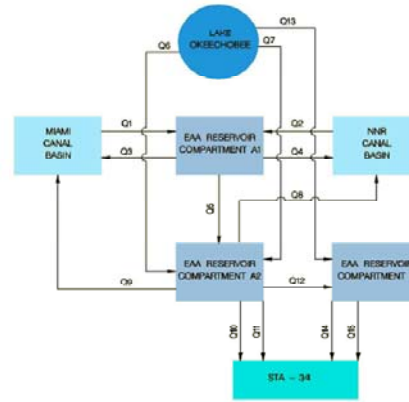 Q6
Q13
LAKE
OKEECHOBEE
Q7
Q1
Q2
MIAMI
CANAL
BASIN
EAA RESERVOIR
COMPARTMENT A1
NNR
CANAL
BASIN
Q3
Q4
Q5
Q8
EAA RESERVOIR
COMPARTMENT A2
EAA RESERVOIR
COMPARTMENT
Q9
Q12
Q10
Q11
Q14
Q15
STA - 34